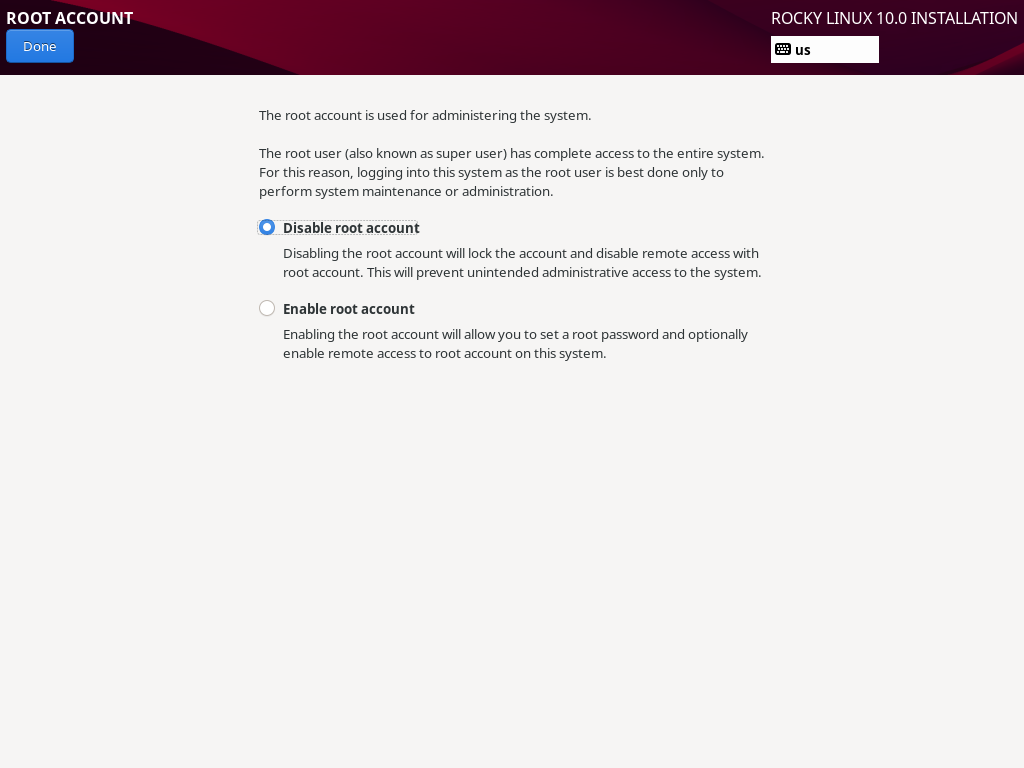 ROOT ACCOUNT
Done
ROCKY LINUX 10.0 INSTALLATION
us
The root account is used for administering the system.
The root user (also known as super user) has complete access to the entire system.
For this reason, logging into this system as the root user is best done only to
perform system maintenance or administration.
Disable root account
Disabling the root account will lock the account and disable remote access with
root account. This will prevent unintended administrative access to the system.
Enable root account
Enabling the root account will allow you to set a root password and optionally
enable remote access to root account on this system.